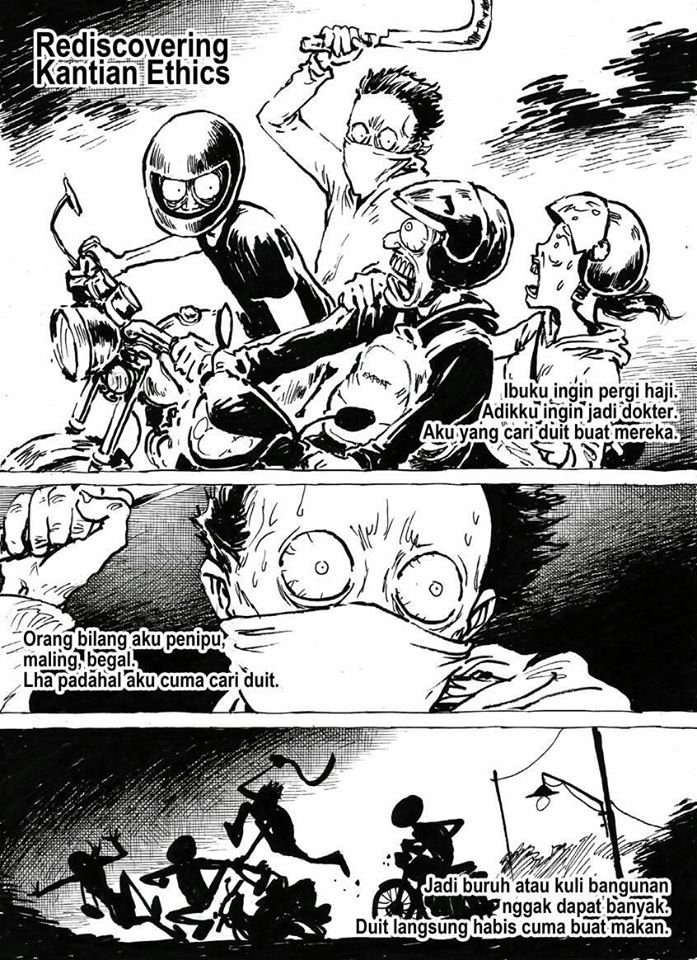 Rediscovering
Kantian Ethics
Ibuku ingin pergi haji.
Adikku ingin jadi dokter.
Aku yang cari duit buat mereka.
Orang bilang aku penipu,
maling, begal.
Lha padahal aku cuma cari duit.
Jadi buruh atau kuli bangunan
nggak dapat banyak.
Duit langsung habis cuma buat makan.